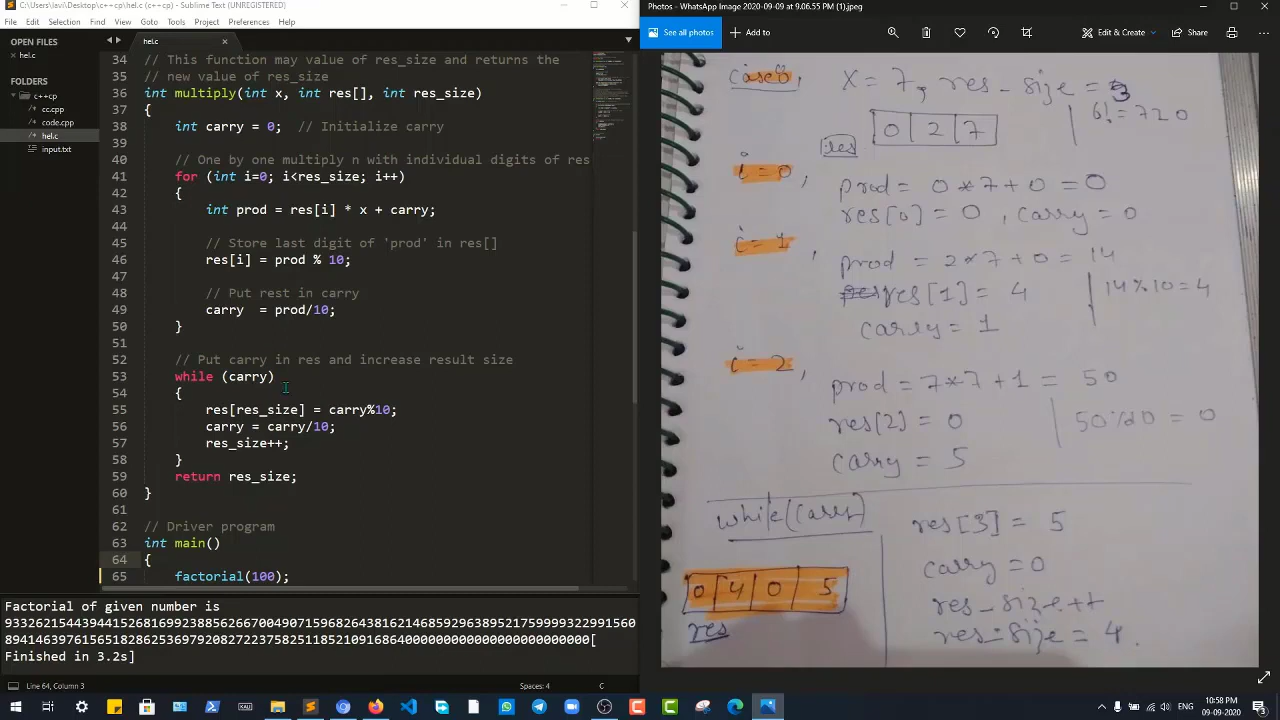 C:\Users\lavi\Desktop\c++cp\hel.c (c++cp) - Sublime Text (UNREGISTERED)
File Edit Selection Find View Goto Tools Project Preferences Help
OPEN FILES
hel.c
FOLDERS
c++cp
cc.cpp
code.cpp
hel.c
input.txt
hel.c
34 // This function may value of res_size and returns the
35 new value of res_size
36 int multiply(int x, int res[], int res_size)
37 {
38 int carry = 0; // Initialize carry
39
40 // One by one multiply n with individual digits of res
41 for (int i=0; i<res_size; i++)
42 {
43 int prod = res[i] * x + carry;
44
45 // Store last digit of 'prod' in res[]
46 res[i] = prod % 10;
47
48 // Put rest in carry
49 carry = prod/10;
50 }
51
52 // Put carry in res and increase result size
53 while (carry)
54 {
55 res[res_size] = carry%10;
56 carry = carry/10;
57 res_size++;
58 }
59 return res_size;
60 }
61
62 // Driver program
63 int main()
64 {
65 factorial(100);
Factorial of given number is
93326215443944152681699238856266700490715968264381621468592963895217599993229915608
9414639761565182862536979208272237582511852109168640000000000000000000000[
Finished in 3.2s]
Line 64, Column 3
Spaces: 4
C
Photos - WhatsApp Image 2020-09-09 at 9.06.55 PM (1).jpeg
See all photos
Add to
Share
x = 7, res_size = 3
6! = 720
res
0 2 7
i = 0,
prod = 0*7+0 = 0
res[0] = 0, carry = 0
i = 1,
prod = 2*7+0 = 14
res[1] = 4
14%10=4
carry = 1
i = 2,
prod = 7*7+1 = 50
res[2] = 0
50%10 = 0
carry = 5
while(carry)
res[3] = 5
carry = 0
res_size++
res_size = 4.
0 4 0 5
res
ENG
10:58 PM
09-09-2020